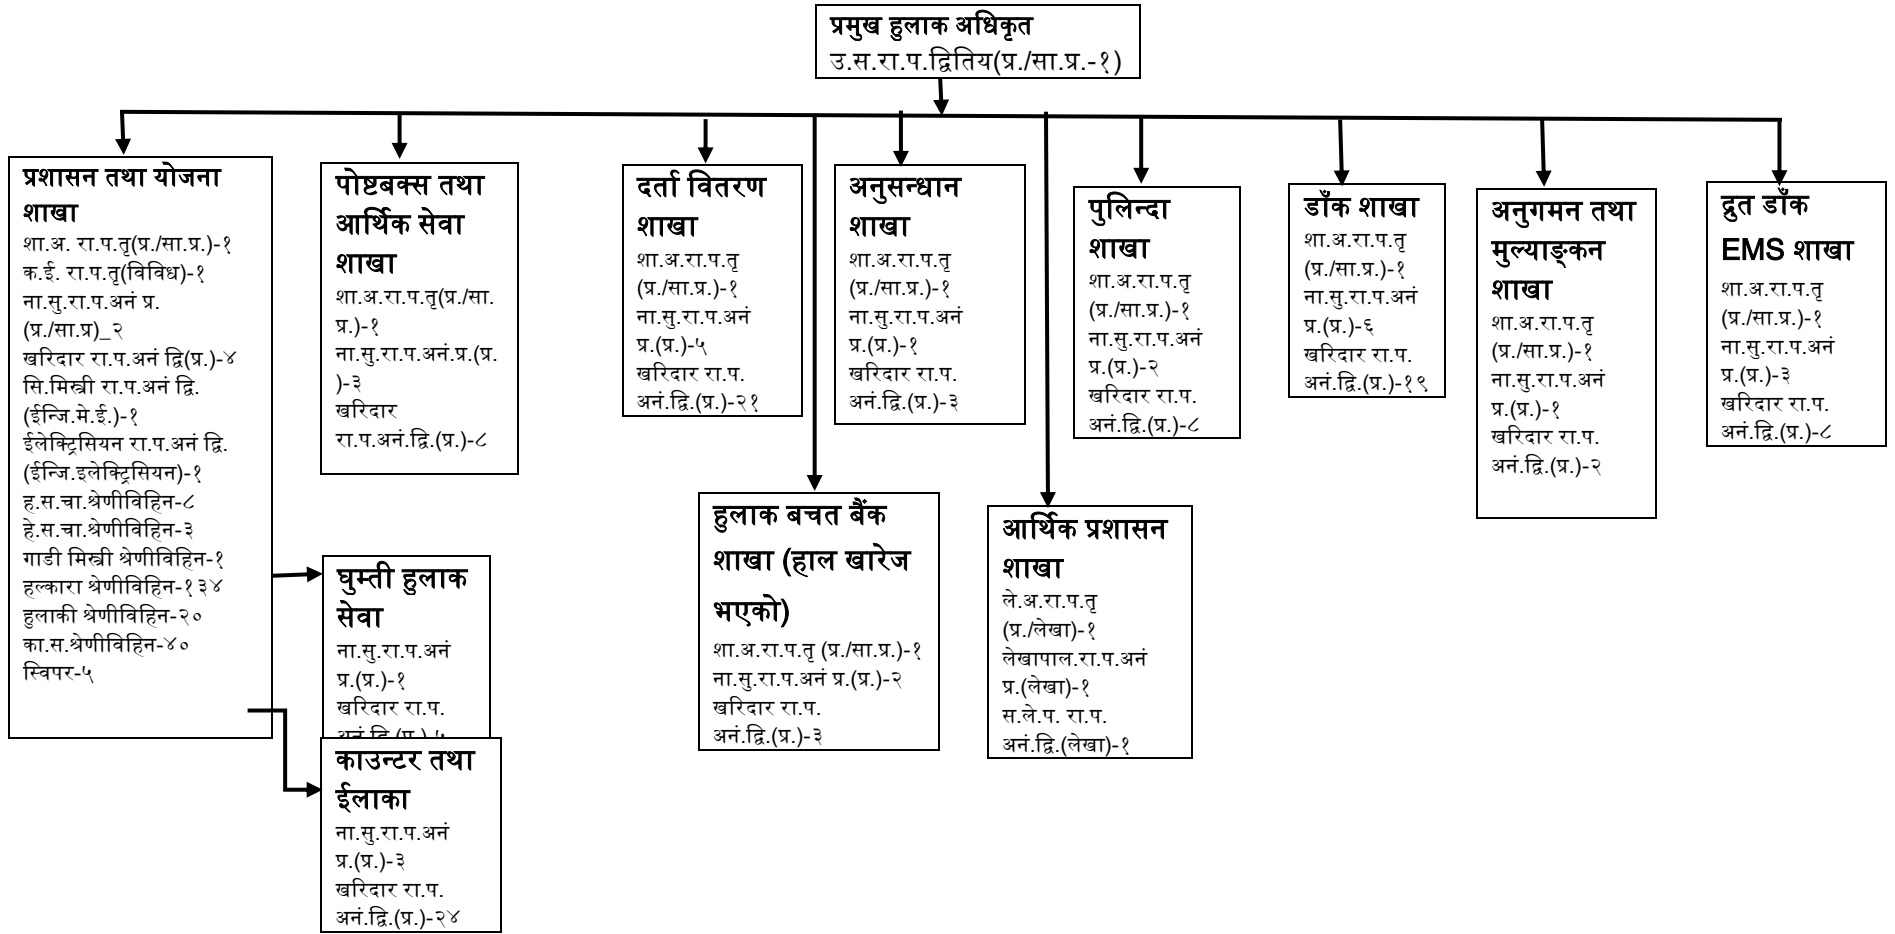 प्रमुख हुलाक अधिकृत
उ.स.रा.प.द्वितिय(प्र./सा.प्र.-१)
प्रशासन तथा योजना
शाखा
शा.अ. रा.प.तृ(प्र./सा.प्र.)-१
क.ई. रा.प.तृ(विविध)-१
ना.सु.रा.प.अनं प्र.
(प्र./सा.प्र)_२
खरिदार रा.प.अनं द्वि(प्र.)-४
सि.मिस्त्री रा.प.अनं द्वि.
(ईन्जि.मे.ई.)-१
ईलेक्ट्रिसियन रा.प.अनं द्वि.
(ईन्जि.इलेक्ट्रिसियन)-१
ह.स.चा.श्रेणीविहिन-८
हे.स.चा.श्रेणीविहिन-३
गाडी मिस्त्री श्रेणीविहिन-१
हल्कारा श्रेणीविहिन-१३४
हुलाकी श्रेणीविहिन-२०
का.स.श्रेणीविहिन-४०
स्विपर-५
पोष्टबक्स तथा
आर्थिक सेवा
शाखा
शा.अ.रा.प.तृ(प्र./सा.
प्र.)-१
ना.सु.रा.प.अनं.प्र.(प्र.
)-३
खरिदार
रा.प.अनं.द्वि.(प्र.)-८
दर्ता वितरण
शाखा
शा.अ.रा.प.तृ
(प्र./सा.प्र.)-१
ना.सु.रा.प.अनं
प्र.(प्र.)-५
खरिदार रा.प.
अनं.द्वि.(प्र.)-२१
अनुसन्धान
शाखा
शा.अ.रा.प.तृ
(प्र./सा.प्र.)-१
ना.सु.रा.प.अनं
प्र.(प्र.)-१
खरिदार रा.प.
अनं.द्वि.(प्र.)-३
पुलिन्दा
शाखा
शा.अ.रा.प.तृ
(प्र./सा.प्र.)-१
ना.सु.रा.प.अनं
प्र.(प्र.)-२
खरिदार रा.प.
अनं.द्वि.(प्र.)-८
डाँक शाखा
शा.अ.रा.प.तृ
(प्र./सा.प्र.)-१
ना.सु.रा.प.अनं
प्र.(प्र.)-६
खरिदार रा.प.
अनं.द्वि.(प्र.)-१९
अनुगमन तथा
मुल्याङ्कन
शाखा
शा.अ.रा.प.तृ
(प्र./सा.प्र.)-१
ना.सु.रा.प.अनं
प्र.(प्र.)-१
खरिदार रा.प.
अनं.द्वि.(प्र.)-२
द्रुत डाँक
EMS शाखा
शा.अ.रा.प.तृ
(प्र./सा.प्र.)-१
ना.सु.रा.प.अनं
प्र.(प्र.)-३
खरिदार रा.प.
अनं.द्वि.(प्र.)-८
हुलाक बचत बैंक
शाखा (हाल खारेज
भएको)
शा.अ.रा.प.तृ (प्र./सा.प्र.)-१
ना.सु.रा.प.अनं प्र.(प्र.)-२
खरिदार रा.प.
अनं.द्वि.(प्र.)-३
आर्थिक प्रशासन
शाखा
ले.अ.रा.प.तृ
(प्र./लेखा)-१
लेखापाल.रा.प.अनं
प्र.(लेखा)-१
स.ले.प. रा.प.
अनं.द्वि.(लेखा)-१
घुम्ती हुलाक
सेवा
ना.सु.रा.प.अनं
प्र.(प्र.)-१
खरिदार रा.प.
अनं.द्वि.(प्र.)-५
काउन्टर तथा
ईलाका
ना.सु.रा.प.अनं
प्र.(प्र.)-३
खरिदार रा.प.
अनं.द्वि.(प्र.)-२४